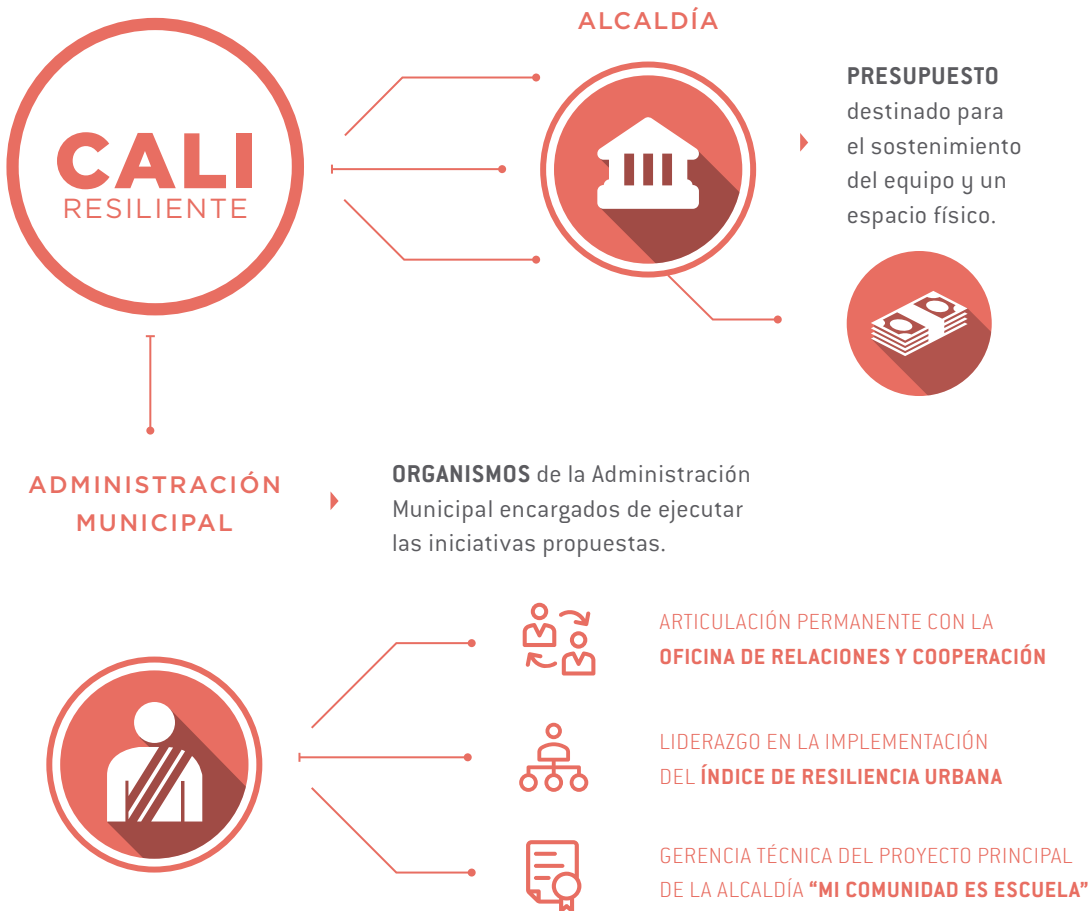 CALI
RESILIENTE
ALCALDÍA
PRESUPUESTO
destinado para
el sostenimiento
del equipo y un
espacio físico.
ADMINISTRACIÓN
MUNICIPAL
ORGANISMOS de la Administración
Municipal encargados de ejecutar
las iniciativas propuestas.
ARTICULACIÓN PERMANENTE CON LA
OFICINA DE RELACIONES Y COOPERACIÓN
LIDERAZGO EN LA IMPLEMENTACIÓN
DEL ÍNDICE DE RESILIENCIA URBANA
GERENCIA TÉCNICA DEL PROYECTO PRINCIPAL
DE LA ALCALDÍA “MI COMUNIDAD ES ESCUELA”